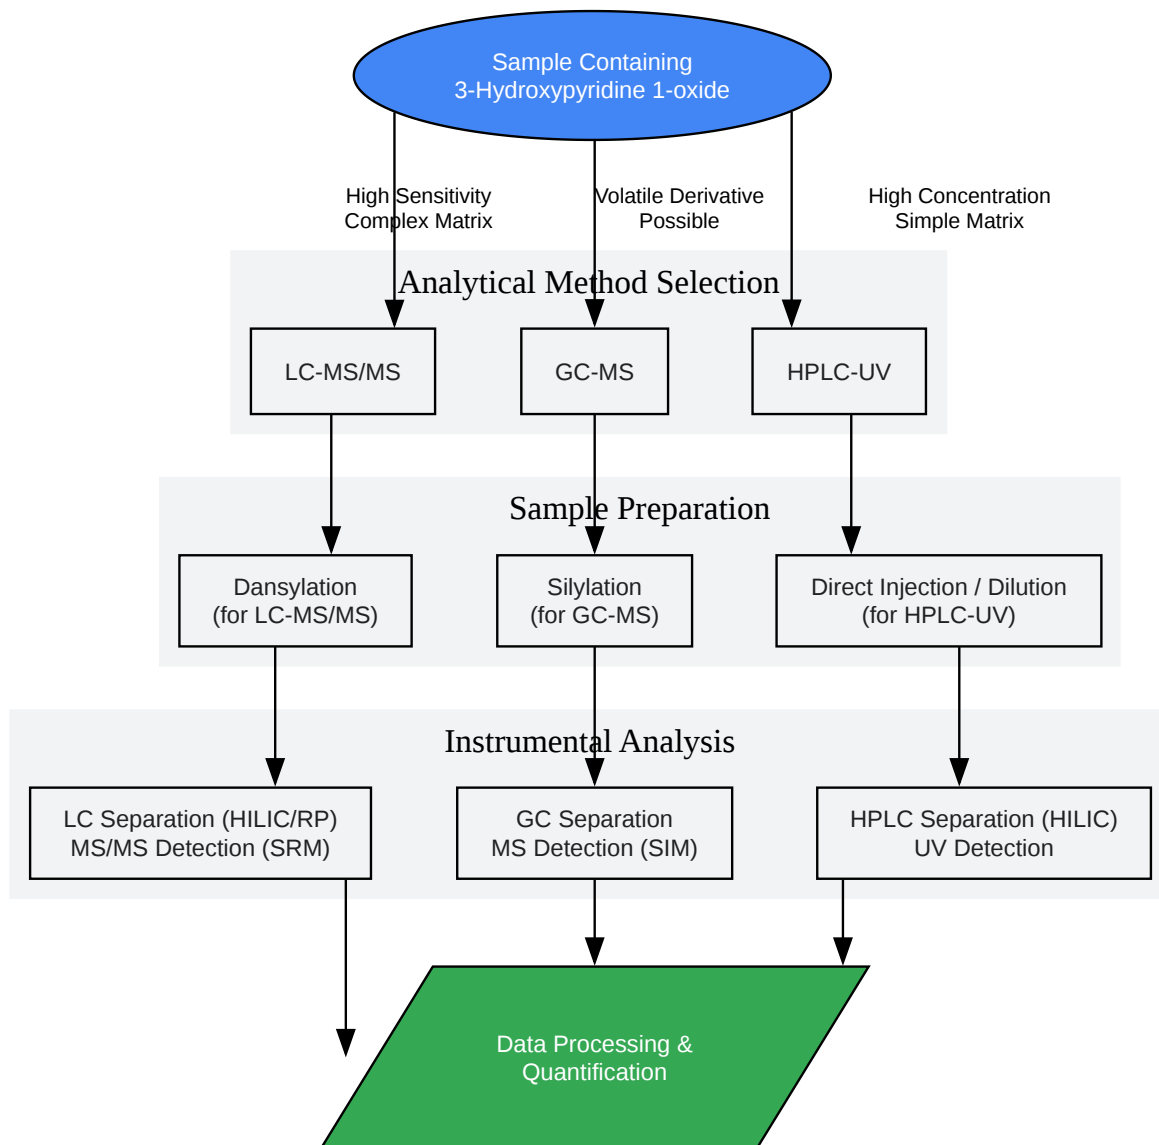 Sample Containing
3-Hydroxypyridine 1-oxide
High Sensitivity
Complex Matrix
Volatile Derivative
Possible
High Concentration
Simple Matrix
Analytical Method Selection
LC-MS/MS
GC-MS
HPLC-UV
Sample Preparation
Dansylation
(for LC-MS/MS)
Silylation
(for GC-MS)
Direct Injection / Dilution
(for HPLC-UV)
Instrumental Analysis
LC Separation (HILIC/RP)
MS/MS Detection (SRM)
GC Separation
MS Detection (SIM)
HPLC Separation (HILIC)
UV Detection
Data Processing &
Quantification